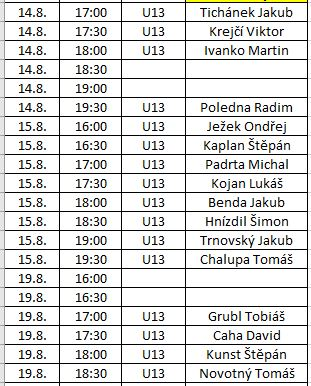 14.8. 17:00 U13 Tichánek Jakub
14.8. 17:30 U13 Krejčí Viktor
14.8. 18:00 U13 Ivanko Martin
14.8. 18:30
14.8. 19:00
14.8. 19:30 U13 Poledna Radim
15.8. 16:00 U13 Ježek Ondřej
15.8. 16:30 U13 Kaplan Štěpán
15.8. 17:00 U13 Padrta Michal
15.8. 17:30 U13 Kojan Lukáš
15.8. 18:00 U13 Benda Jakub
15.8. 18:30 U13 Hnízdil Šimon
15.8. 19:00 U13 Trnovský Jakub
15.8. 19:30 U13 Chalupa Tomáš
19.8. 16:00
19.8. 16:30
19.8. 17:00 U13 Grubl Tobiáš
19.8. 17:30 U13 Caha David
19.8. 18:00 U13 Kunst Štěpán
19.8. 18:30 U13 Novotný Tomáš